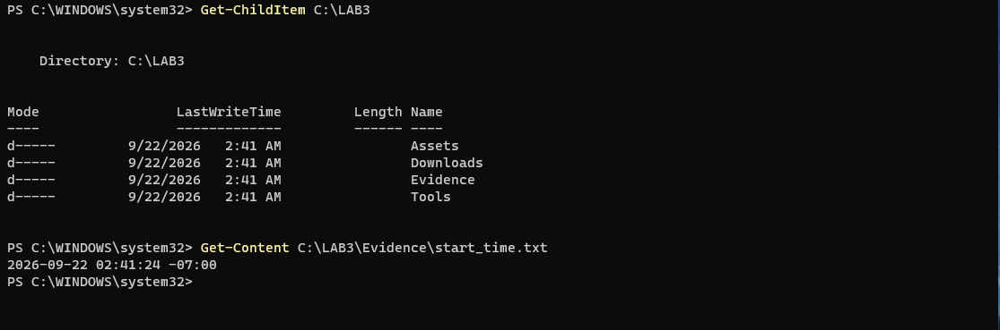 PS C:\WINDOWS\system32> Get-ChildItem C:\LAB3
Directory: C:\LAB3
Mode                 LastWriteTime         Length Name
----                 -------------         ------ ----
d-----         9/22/2026   2:41 AM                Assets
d-----         9/22/2026   2:41 AM                Downloads
d-----         9/22/2026   2:41 AM                Evidence
d-----         9/22/2026   2:41 AM                Tools
PS C:\WINDOWS\system32> Get-Content C:\LAB3\Evidence\start_time.txt
2026-09-22 02:41:24 -07:00
PS C:\WINDOWS\system32>